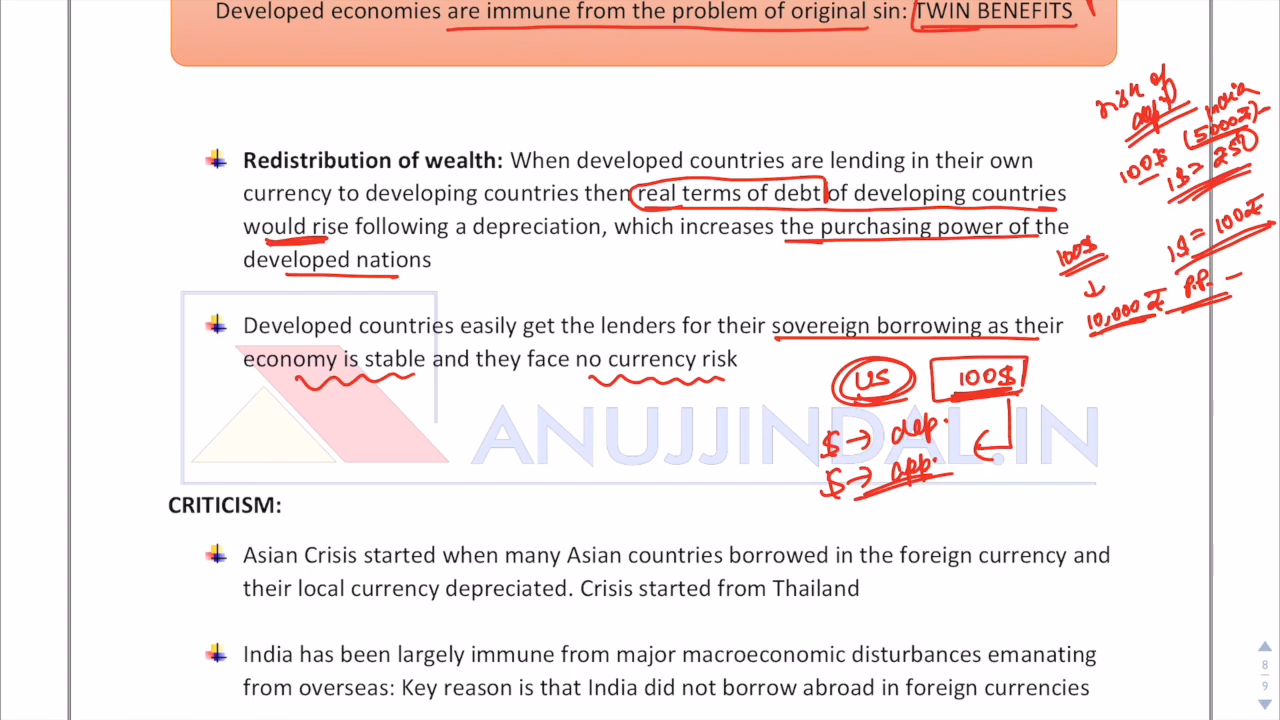 Developed economies are immune from the problem of original sin: TWIN BENEFITS
risk of
dep.
India
100$ (5000₹)
1$ = ₹50
Redistribution of wealth: When developed countries are lending in their own
currency to developing countries then real terms of debt of developing countries
would rise following a depreciation, which increases the purchasing power of the
developed nations
1$ = 100₹
100$
10,000 ₹ P.P.
Developed countries easily get the lenders for their sovereign borrowing as their
economy is stable and they face no currency risk
US 100$
$ → dep.
$ → app.
ANUJJINDAL.IN
CRITICISM:
Asian Crisis started when many Asian countries borrowed in the foreign currency and
their local currency depreciated. Crisis started from Thailand
India has been largely immune from major macroeconomic disturbances emanating
from overseas: Key reason is that India did not borrow abroad in foreign currencies
8
9